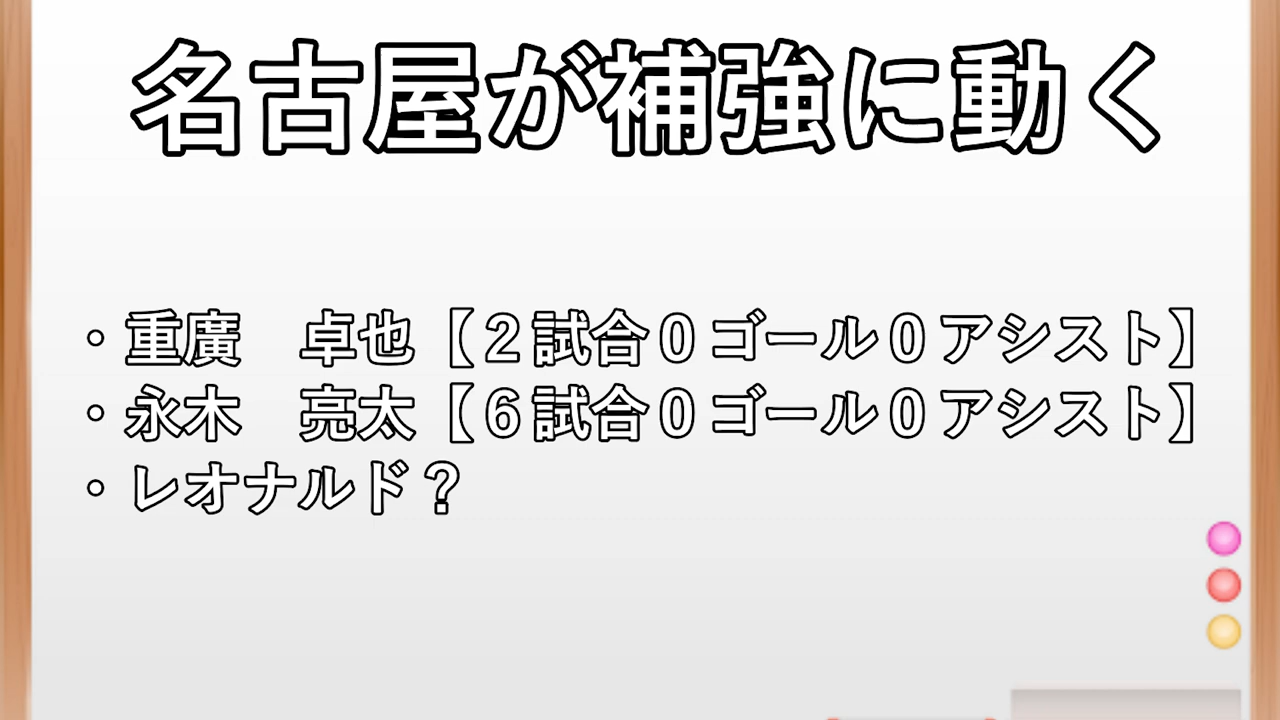 名古屋が補強に動く
・重廣　卓也【２試合０ゴール０アシスト】
・永木　亮太【６試合０ゴール０アシスト】
・レオナルド？